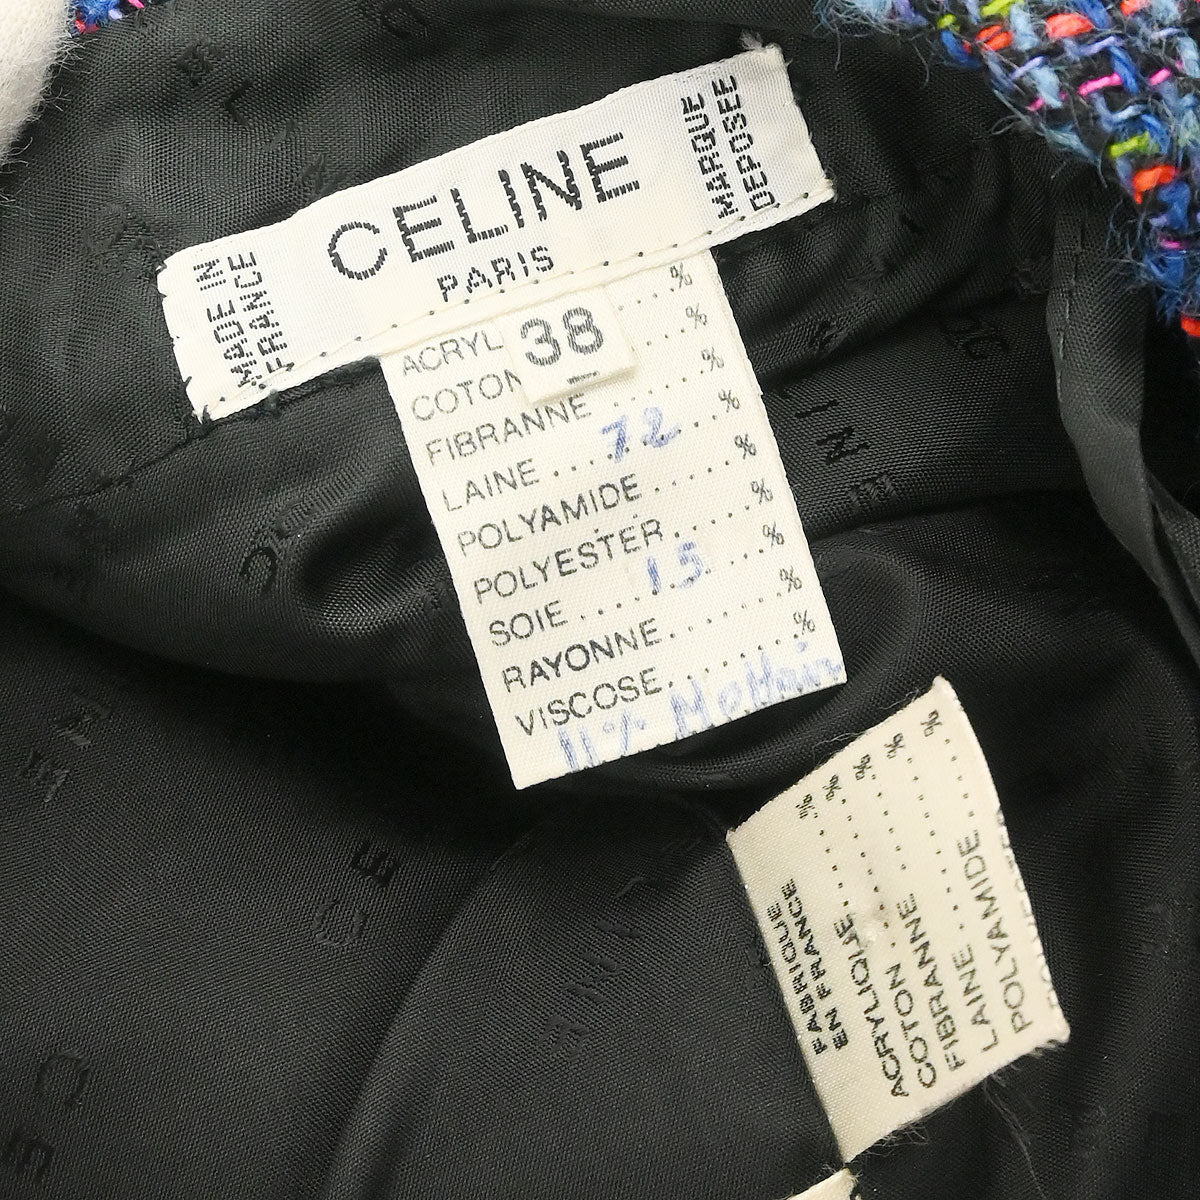 MADE IN
FRANCE
CELINE
PARIS
MARQUE
DEPOSEE
38
ACRYL %
COTON %
FIBRANNE %
LAINE .... 72 .. %
POLYAMIDE ... %
POLYESTER. %
SOIE .... 15 .... %
RAYONNE.... %
VISCOSE. %
11%
FABRIQUE
EN FRANCE
ACRYLIQUE. %
COTON %
FIBRANNE %
LAINE %
POLYAMIDE %